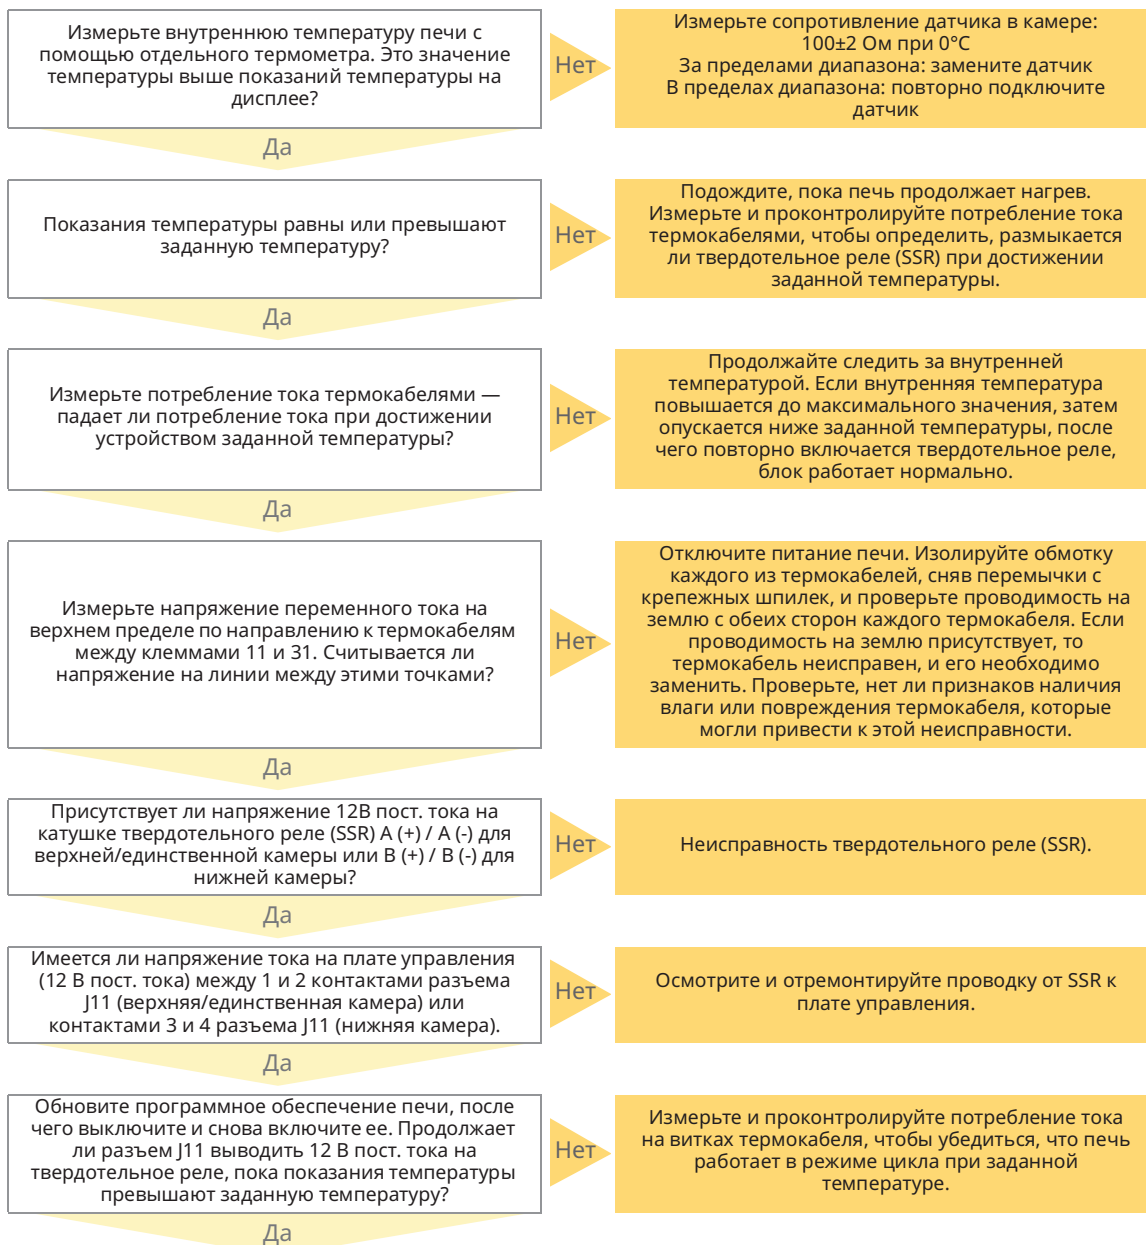 Измерьте внутреннюю температуру печи с
помощью отдельного термометра. Это значение
температуры выше показаний температуры на
дисплее?
Нет
Измерьте сопротивление датчика в камере:
100±2 Ом при 0°C
За пределами диапазона: замените датчик
В пределах диапазона: повторно подключите
датчик
Да
Показания температуры равны или превышают
заданную температуру?
Нет
Подождите, пока печь продолжает нагрев.
Измерьте и проконтролируйте потребление тока
термокабелями, чтобы определить, размыкается
ли твердотельное реле (SSR) при достижении
заданной температуры.
Да
Измерьте потребление тока термокабелями —
падает ли потребление тока при достижении
устройством заданной температуры?
Нет
Продолжайте следить за внутренней
температурой. Если внутренняя температура
повышается до максимального значения, затем
опускается ниже заданной температуры, после
чего повторно включается твердотельное реле,
блок работает нормально.
Да
Измерьте напряжение переменного тока на
верхнем пределе по направлению к термокабелям
между клеммами 11 и 31. Считывается ли
напряжение на линии между этими точками?
Нет
Отключите питание печи. Изолируйте обмотку
каждого из термокабелей, сняв перемычки с
крепежных шпилек, и проверьте проводимость на
землю с обеих сторон каждого термокабеля. Если
проводимость на землю присутствует, то
термокабель неисправен, и его необходимо
заменить. Проверьте, нет ли признаков наличия
влаги или повреждения термокабеля, которые
могли привести к этой неисправности.
Да
Присутствует ли напряжение 12В пост. тока на
катушке твердотельного реле (SSR) A (+) / A (-) для
верхней/единственной камеры или B (+) / B (-) для
нижней камеры?
Нет
Неисправность твердотельного реле (SSR).
Да
Имеется ли напряжение тока на плате управления
(12 В пост. тока) между 1 и 2 контактами разъема
J11 (верхняя/единственная камера) или
контактами 3 и 4 разъема J11 (нижняя камера).
Нет
Осмотрите и отремонтируйте проводку от SSR к
плате управления.
Да
Обновите программное обеспечение печи, после
чего выключите и снова включите ее. Продолжает
ли разъем J11 выводить 12 В пост. тока на
твердотельное реле, пока показания температуры
превышают заданную температуру?
Нет
Измерьте и проконтролируйте потребление тока
на витках термокабеля, чтобы убедиться, что печь
работает в режиме цикла при заданной
температуре.
Да